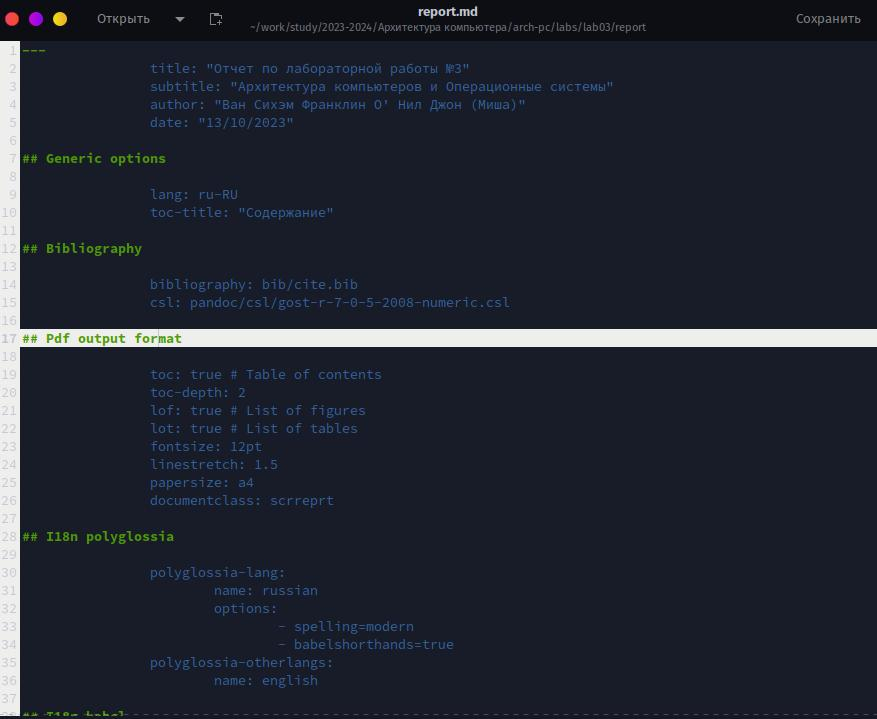 Открыть
report.md
~/work/study/2023-2024/Архитектура компьютера/arch-pc/labs/lab03/report
Сохранить
1 ---
2 title: "Отчет по лабораторной работы №3"
3 subtitle: "Архитектура компьютеров и Операционные системы"
4 author: "Ван Сихэм Франклин О' Нил Джон (Миша)"
5 date: "13/10/2023"
6
7 ## Generic options
8
9 lang: ru-RU
10 toc-title: "Содержание"
11
12 ## Bibliography
13
14 bibliography: bib/cite.bib
15 csl: pandoc/csl/gost-r-7-0-5-2008-numeric.csl
16
17 ## Pdf output format
18
19 toc: true # Table of contents
20 toc-depth: 2
21 lof: true # List of figures
22 lot: true # List of tables
23 fontsize: 12pt
24 linestretch: 1.5
25 papersize: a4
26 documentclass: scrreprt
27
28 ## I18n polyglossia
29
30 polyglossia-lang:
31 name: russian
32 options:
33 - spelling=modern
34 - babelshorthands=true
35 polyglossia-otherlangs:
36 name: english
37
## I18n babel